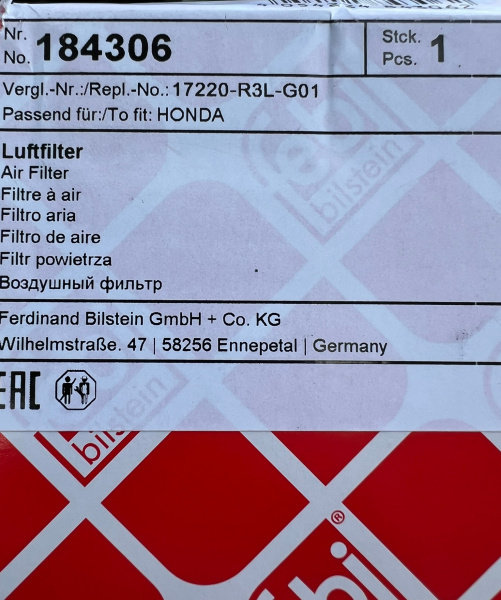 Nr. Stck.
No. 184306 Pcs. 1
Vergl.-Nr.:/Repl.-No.: 17220-R3L-G01
Passend für:/To fit: HONDA
Luftfilter
Air Filter
Filtre à air
Filtro aria
Filtro de aire
Filtr powietrza
Воздушный фильтр
Ferdinand Bilstein GmbH + Co. KG
Wilhelmstraße. 47 | 58256 Ennepetal | Germany
EAC
febi
bilstein
bilstein
®